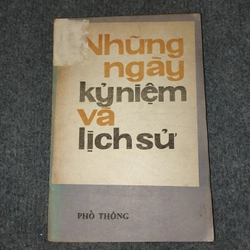 Những
ngày
kỷ niệm
và
lịch sử
PHỔ THÔNG